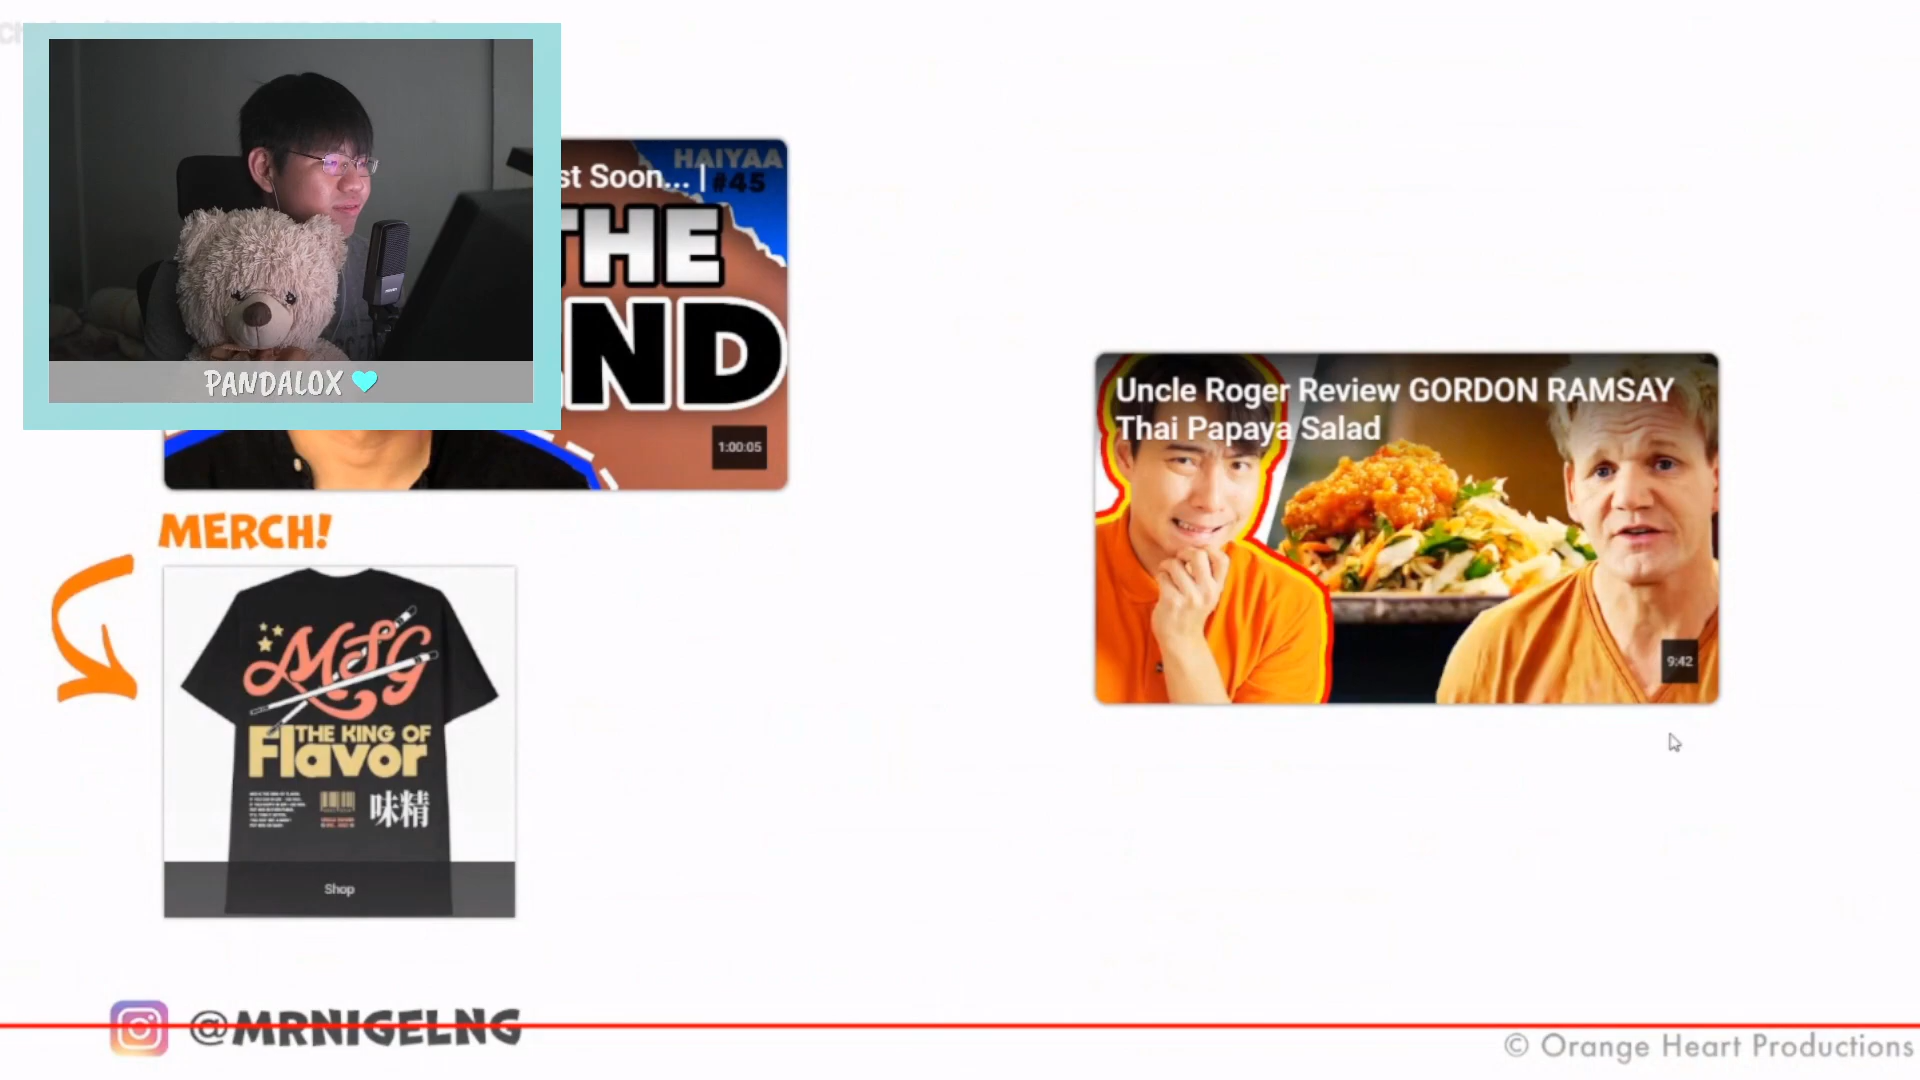 PANDALOX
st Soon... |
HAIYAA
#45
THE
ND
1:00:05
Uncle Roger Review GORDON RAMSAY
Thai Papaya Salad
9:42
MERCH!
MSG
THE KING OF
Flavor
味精
Shop
@MRNIGELNG
© Orange Heart Productions